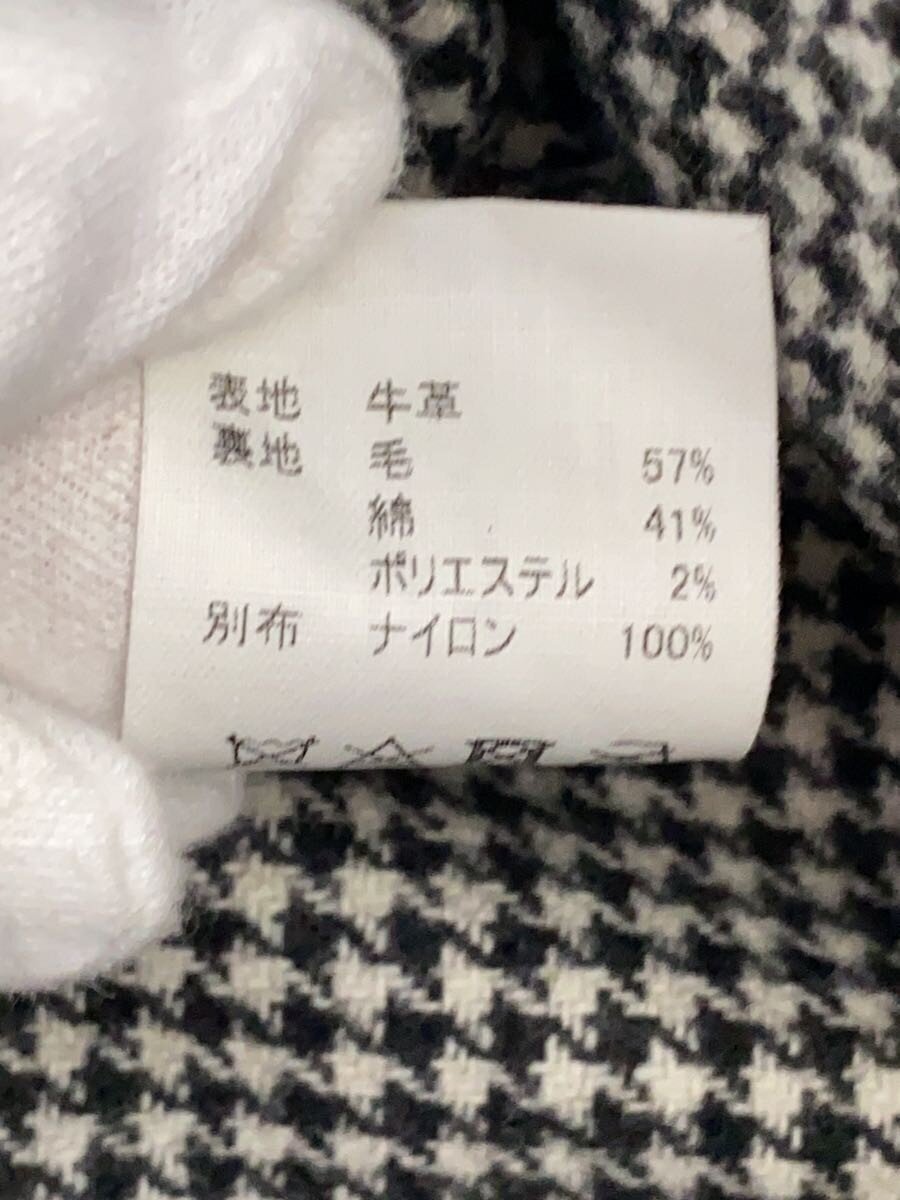 表地 牛革
裏地 毛 57%
綿 41%
ポリエステル 2%
別布 ナイロン 100%